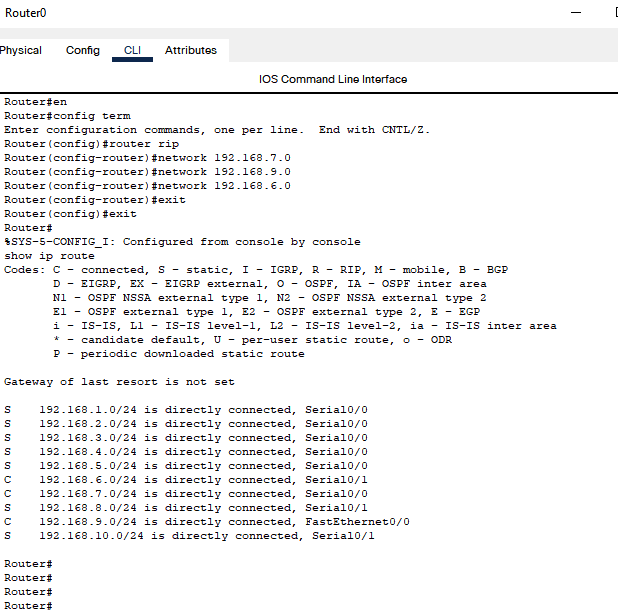 Router0
Physical Config CLI Attributes
IOS Command Line Interface
Router#en
Router#config term
Enter configuration commands, one per line.  End with CNTL/Z.
Router(config)#router rip
Router(config-router)#network 192.168.7.0
Router(config-router)#network 192.168.9.0
Router(config-router)#network 192.168.6.0
Router(config-router)#exit
Router(config)#exit
Router#
%SYS-5-CONFIG_I: Configured from console by console
show ip route
Codes: C - connected, S - static, I - IGRP, R - RIP, M - mobile, B - BGP
       D - EIGRP, EX - EIGRP external, O - OSPF, IA - OSPF inter area
       N1 - OSPF NSSA external type 1, N2 - OSPF NSSA external type 2
       E1 - OSPF external type 1, E2 - OSPF external type 2, E - EGP
       i - IS-IS, L1 - IS-IS level-1, L2 - IS-IS level-2, ia - IS-IS inter area
       * - candidate default, U - per-user static route, o - ODR
       P - periodic downloaded static route
Gateway of last resort is not set
S    192.168.1.0/24 is directly connected, Serial0/0
S    192.168.2.0/24 is directly connected, Serial0/0
S    192.168.3.0/24 is directly connected, Serial0/0
S    192.168.4.0/24 is directly connected, Serial0/0
S    192.168.5.0/24 is directly connected, Serial0/0
C    192.168.6.0/24 is directly connected, Serial0/1
C    192.168.7.0/24 is directly connected, Serial0/0
S    192.168.8.0/24 is directly connected, Serial0/1
C    192.168.9.0/24 is directly connected, FastEthernet0/0
S    192.168.10.0/24 is directly connected, Serial0/1
Router#
Router#
Router#
Router#